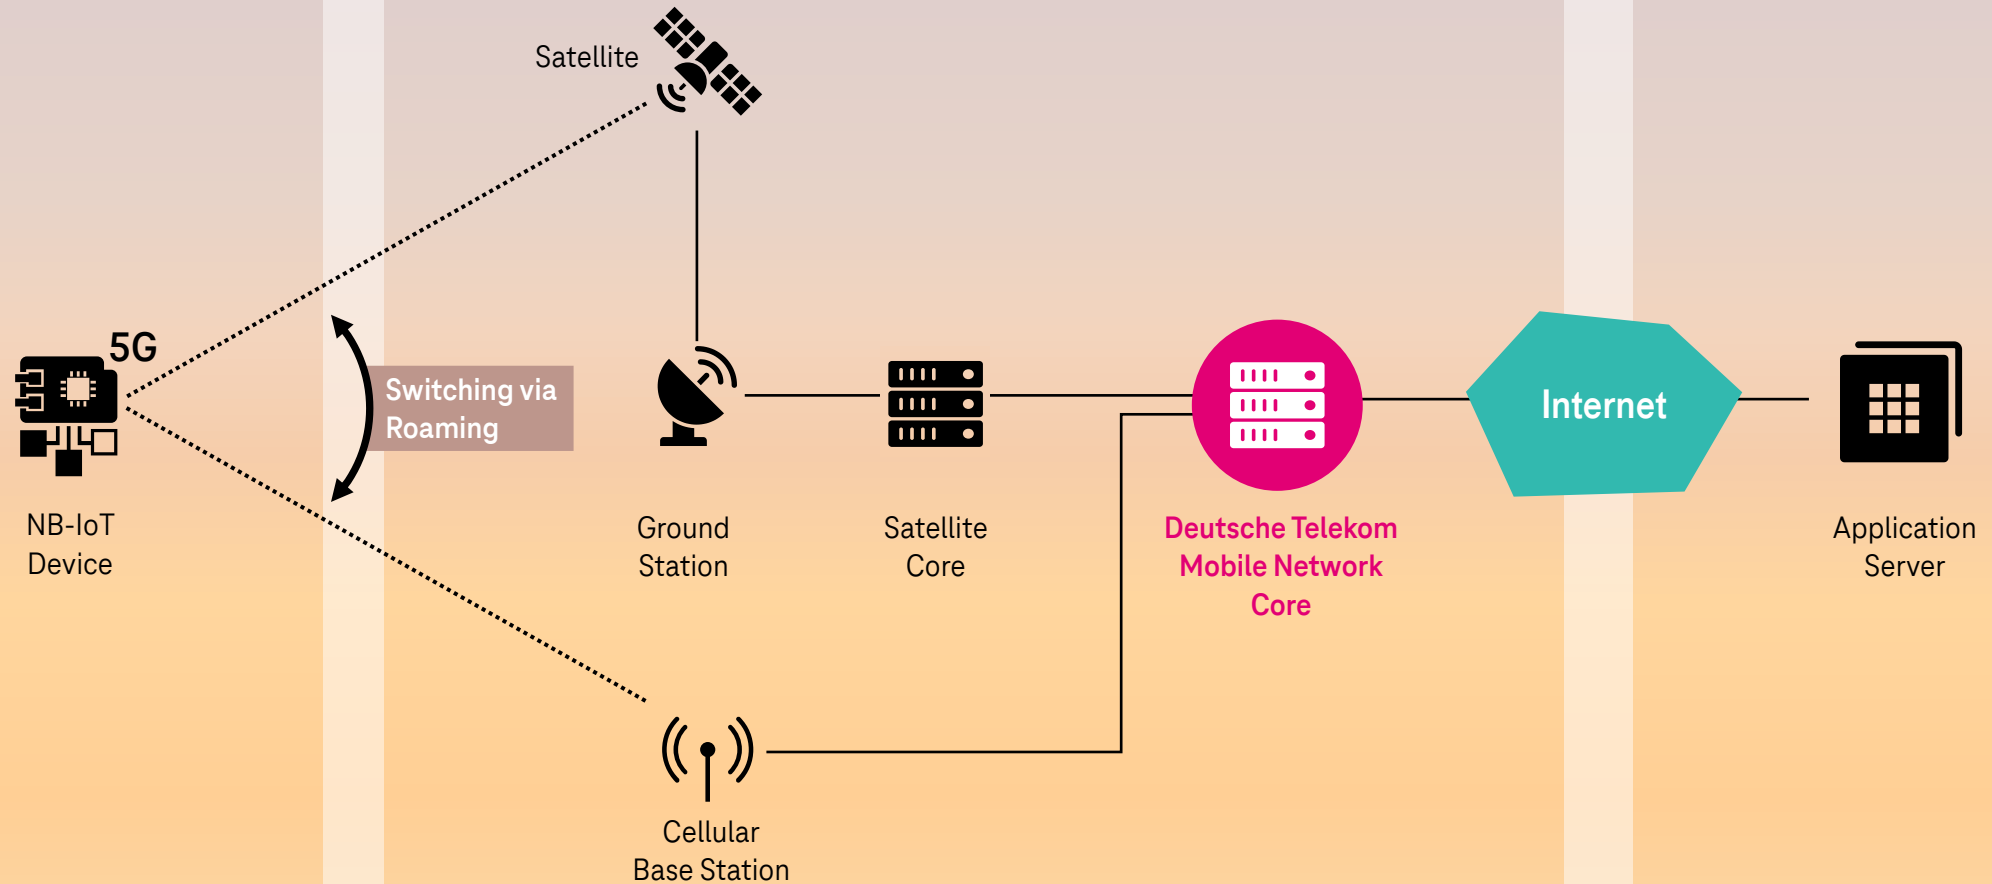 Satellite
5G
Switching via
Roaming
Internet
NB-IoT
Device
Ground
Station
Satellite
Core
Deutsche Telekom
Mobile Network
Core
Application
Server
Cellular
Base Station